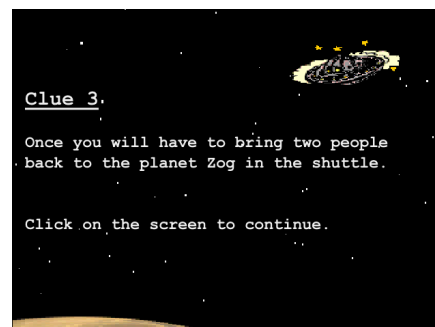 Clue 3.
Once you will have to bring two people
back to the planet Zog in the shuttle.
Click on the screen to continue.